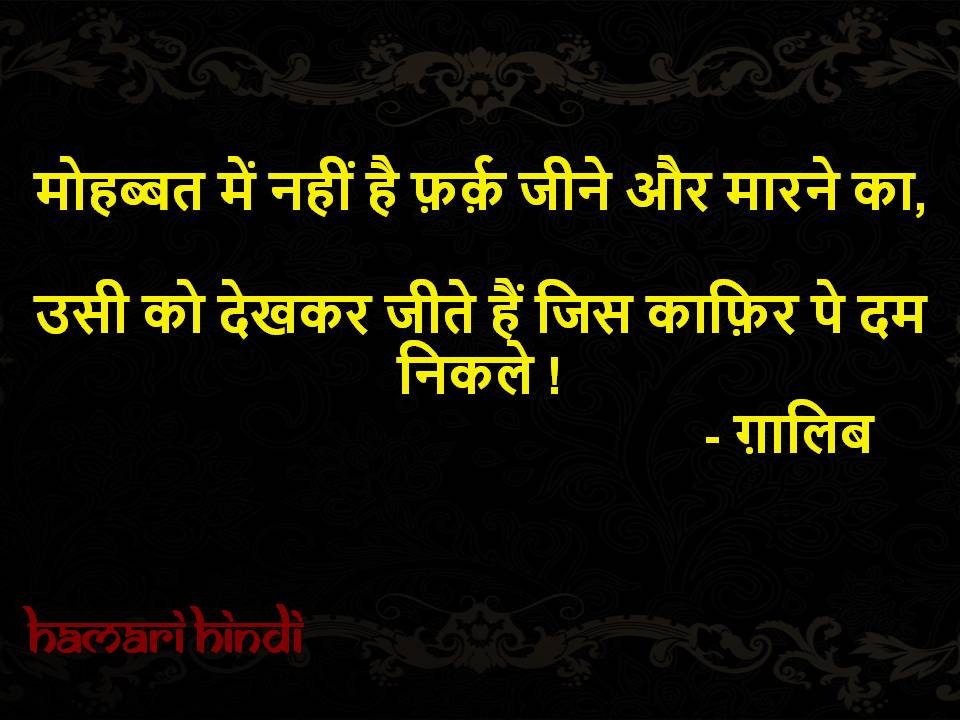 मोहब्बत में नहीं है फ़र्क़ जीने और मारने का,
उसी को देखकर जीते हैं जिस काफ़िर पे दम
निकले !
- ग़ालिब
HAMARI HINDI